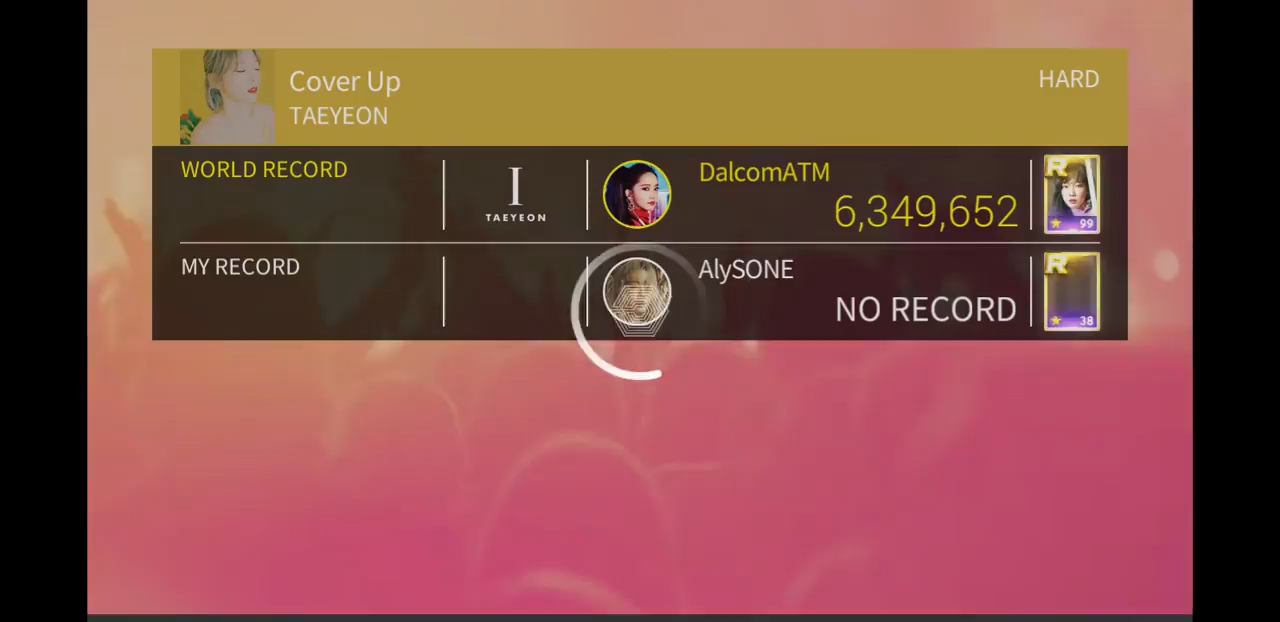 Cover Up
TAEYEON
HARD
WORLD RECORD
I
TAEYEON
DalcomATM
6,349,652
R
99
MY RECORD
AlySONE
NO RECORD
R
38